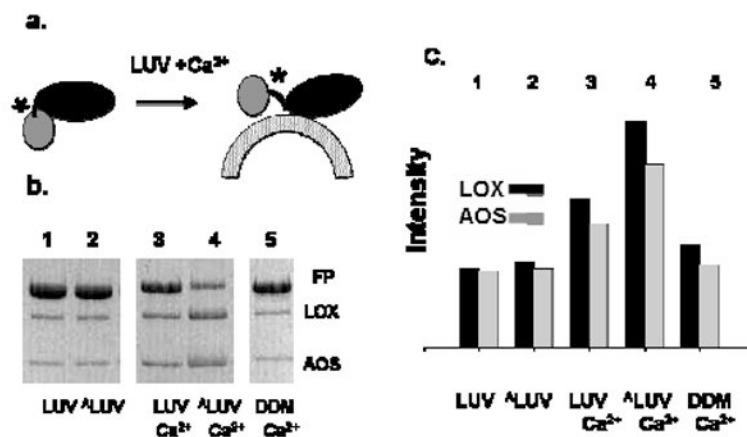 a.
LUV +Ca²⁺
*
*
b.
1 2 3 4 5
FP
LOX
AOS
LUV ᴬLUV LUV ᴬLUV DDM
Ca²⁺ Ca²⁺ Ca²⁺
C.
1 2 3 4 5
LOX
AOS
Intensity
LUV ᴬLUV LUV ᴬLUV DDM
Ca²⁺ Ca²⁺ Ca²⁺